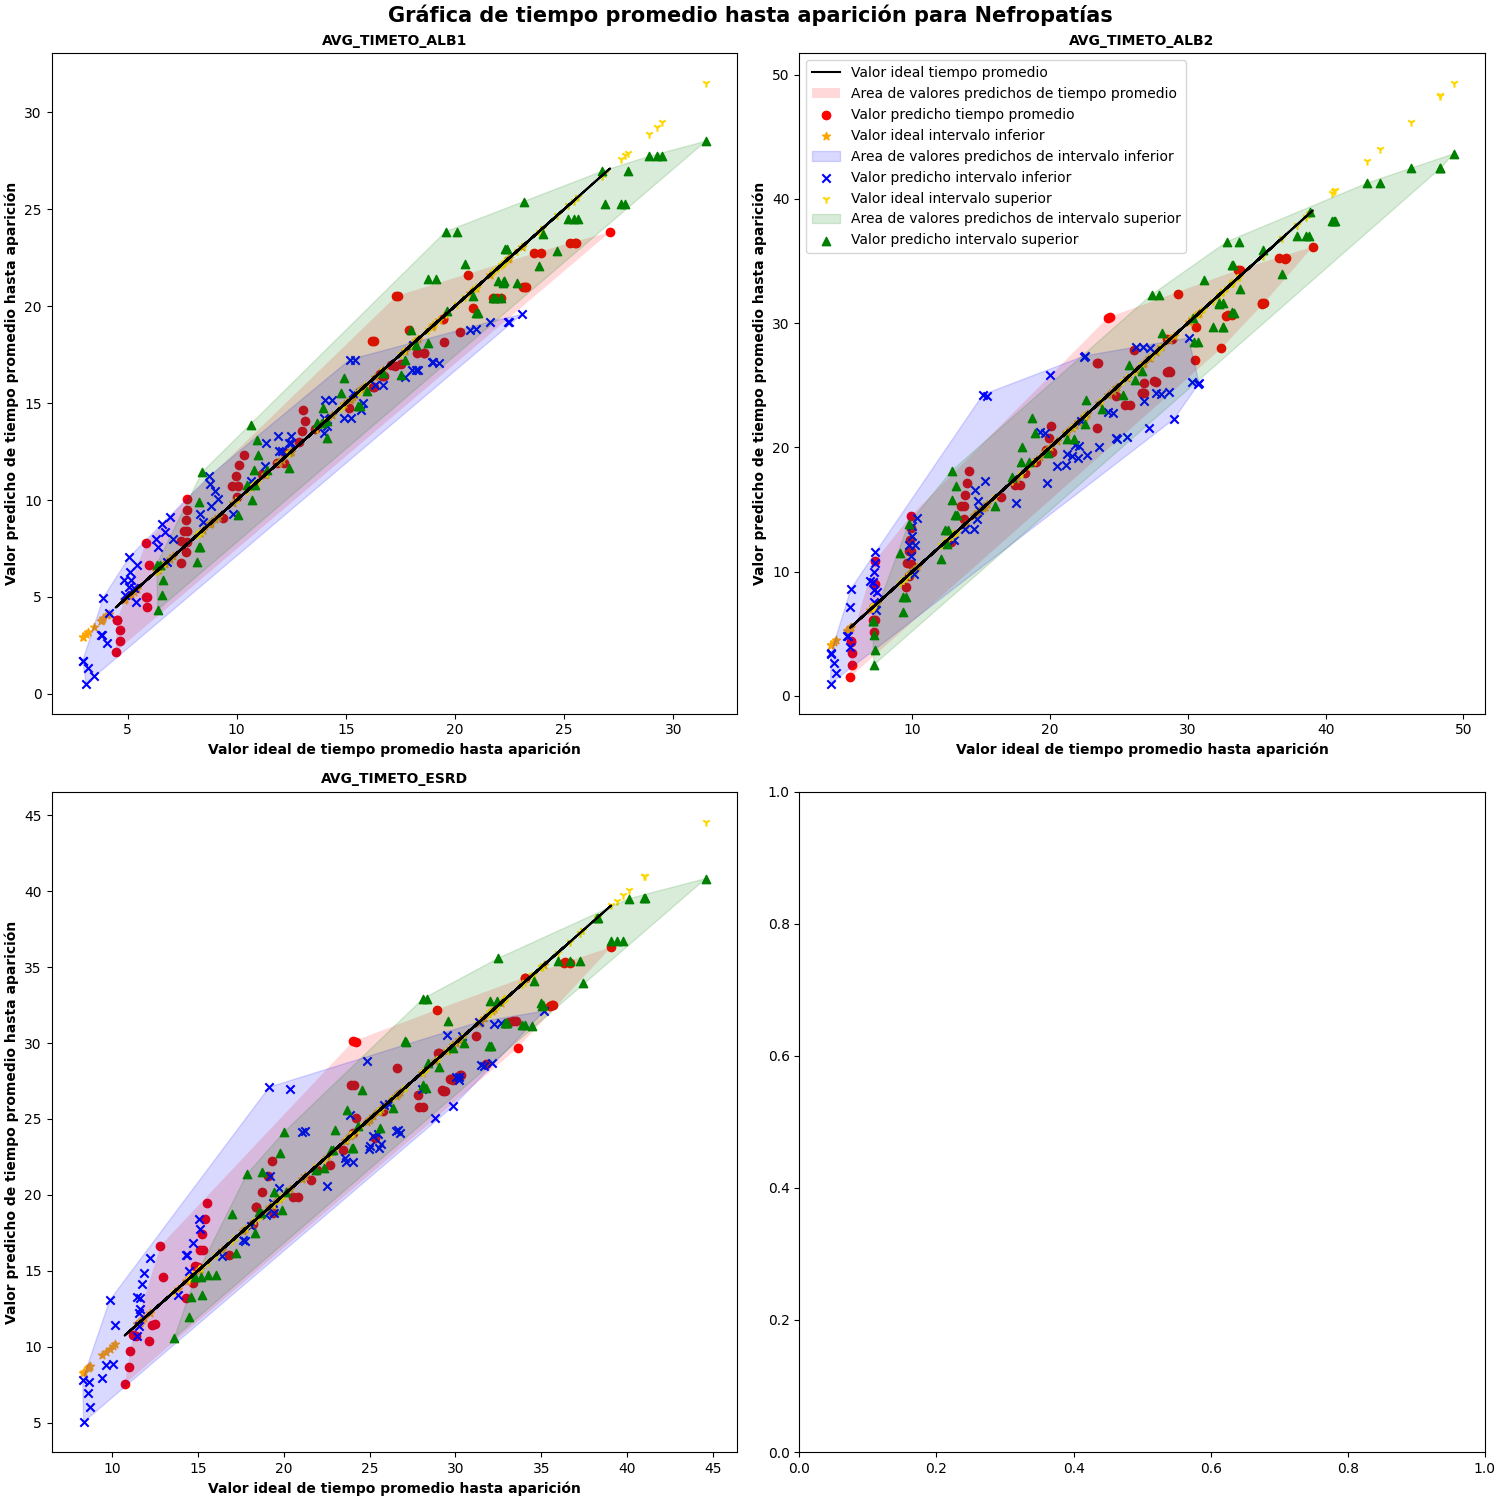 Gráfica de tiempo promedio hasta aparición para Nefropatías
AVG_TIMETO_ALB1
Valor predicho de tiempo promedio hasta aparición
30
25
20
15
10
5
0
5 10 15 20 25 30
Valor ideal de tiempo promedio hasta aparición
AVG_TIMETO_ALB2
Valor predicho de tiempo promedio hasta aparición
50
40
30
20
10
0
Valor ideal tiempo promedio
Area de valores predichos de tiempo promedio
Valor predicho tiempo promedio
Valor ideal intervalo inferior
Area de valores predichos de intervalo inferior
Valor predicho intervalo inferior
Valor ideal intervalo superior
Area de valores predichos de intervalo superior
Valor predicho intervalo superior
10 20 30 40 50
Valor ideal de tiempo promedio hasta aparición
AVG_TIMETO_ESRD
Valor predicho de tiempo promedio hasta aparición
45
40
35
30
25
20
15
10
5
10 15 20 25 30 35 40 45
Valor ideal de tiempo promedio hasta aparición
1.0
0.8
0.6
0.4
0.2
0.0
0.0 0.2 0.4 0.6 0.8 1.0